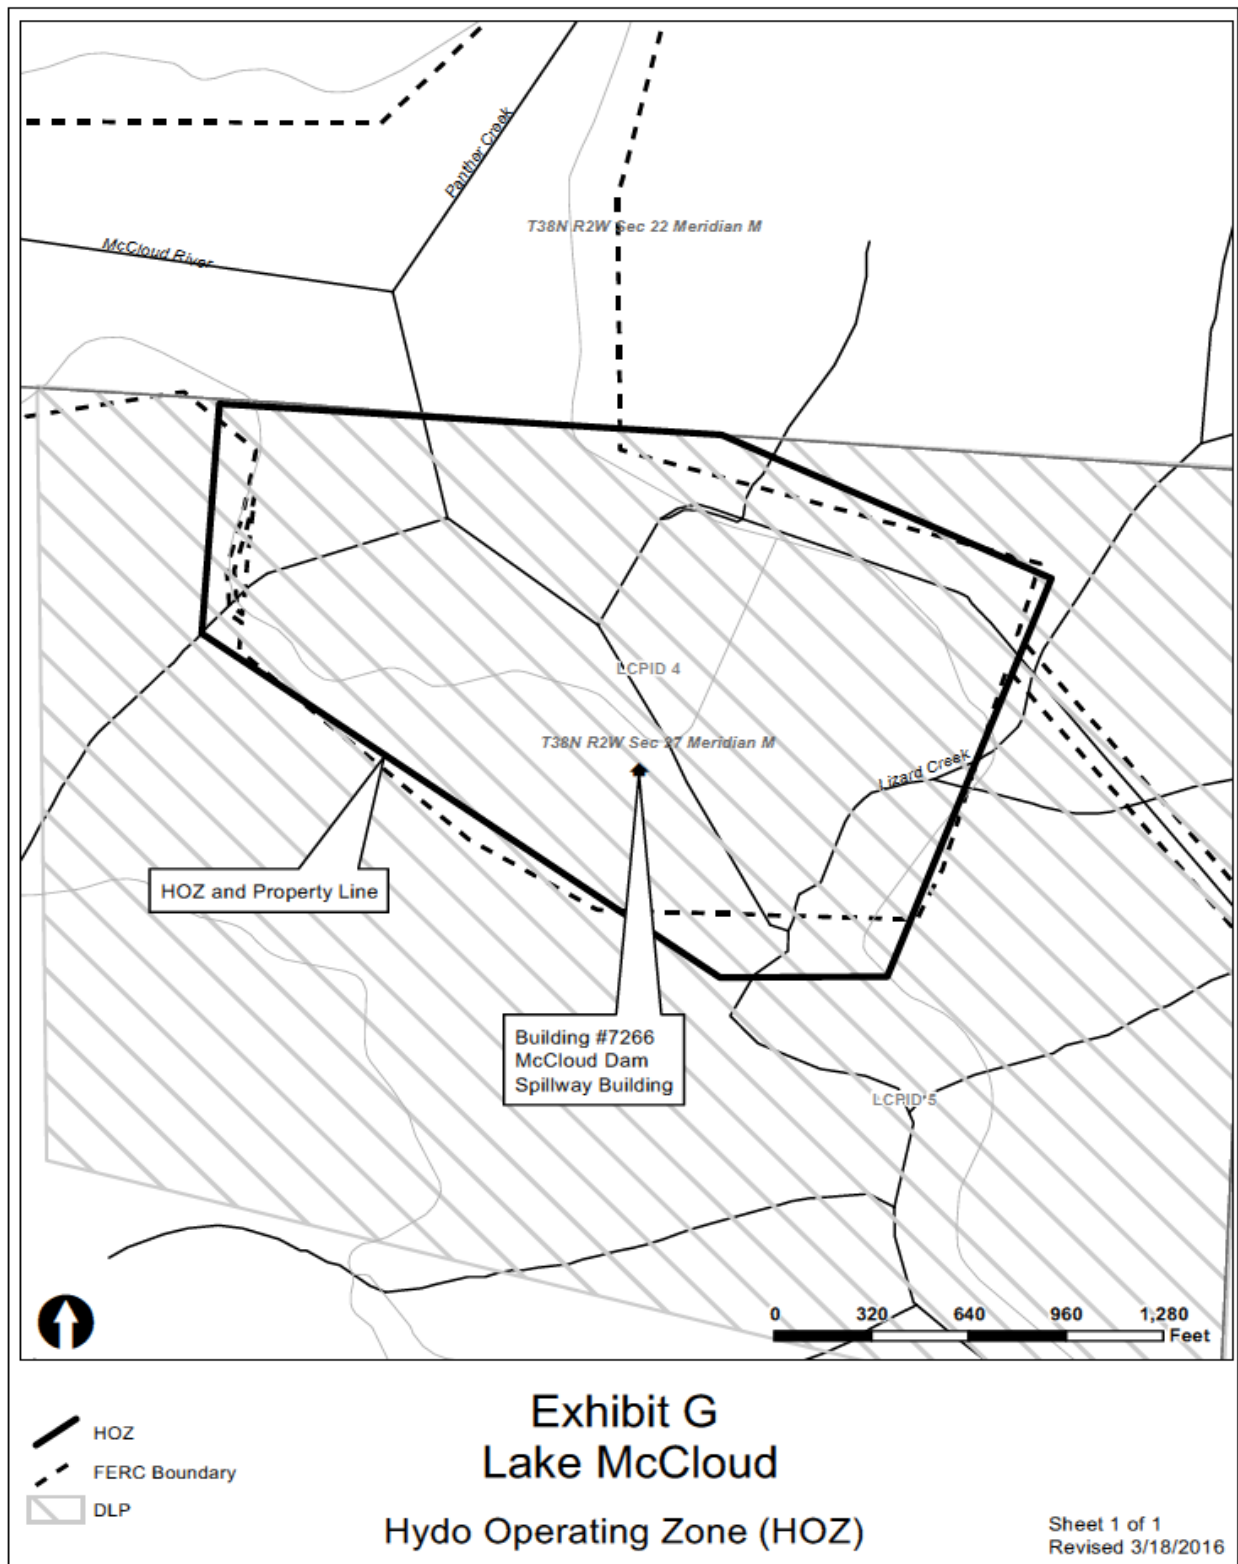 Panther Creek
T38N R2W Sec 22 Meridian M
McCloud River
LCPID 4
T38N R2W Sec 27 Meridian M
Lizard Creek
HOZ and Property Line
Building #7266
McCloud Dam
Spillway Building
LCPID 5
0 320 640 960 1,280
Feet
Exhibit G
Lake McCloud
Hydo Operating Zone (HOZ)
HOZ
FERC Boundary
DLP
Sheet 1 of 1
Revised 3/18/2016